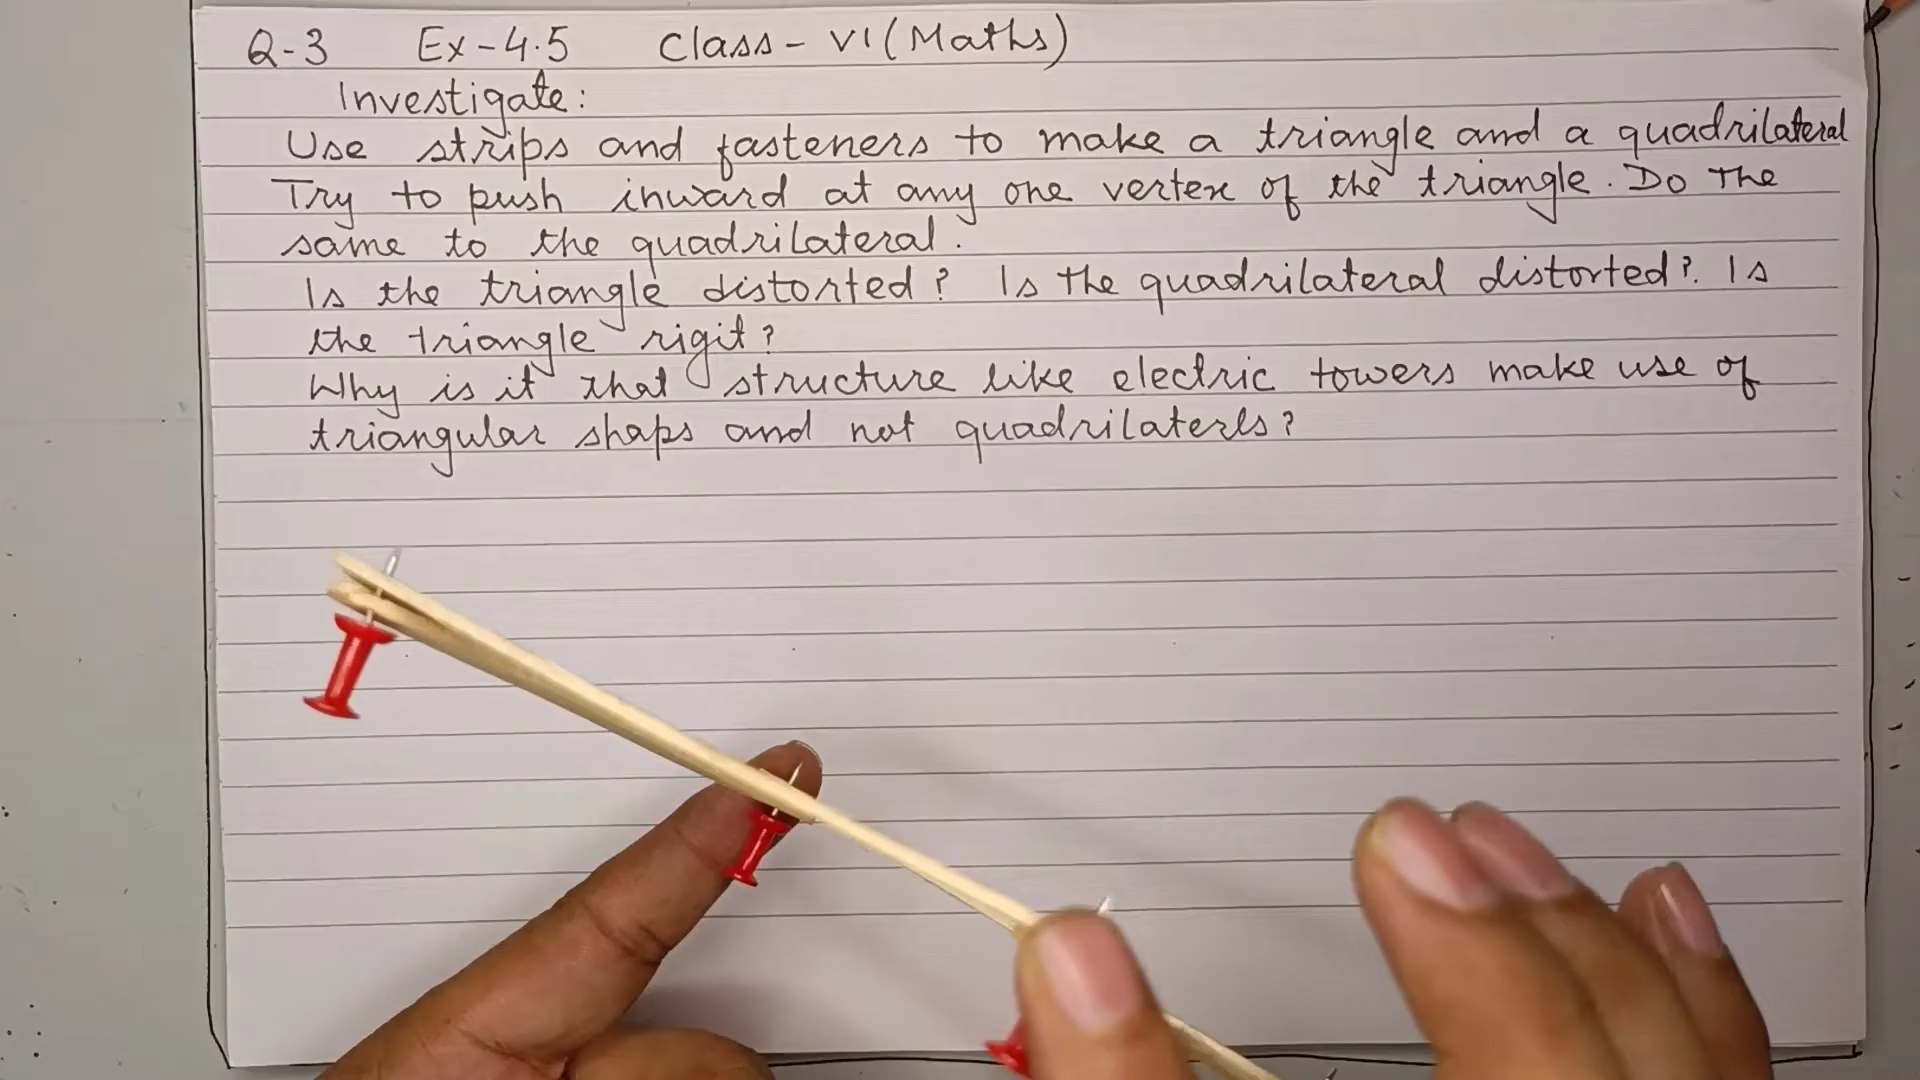 Q-3 Ex-4.5 Class-VI (Maths)
Investigate:
Use strips and fasteners to make a triangle and a quadrilateral
Try to push inward at any one vertex of the triangle. Do The
same to the quadrilateral.
Is the triangle distorted? Is the quadrilateral distorted? Is
the triangle rigit?
Why is it that structure like electric towers make use of
triangular shaps and not quadrilaterls?